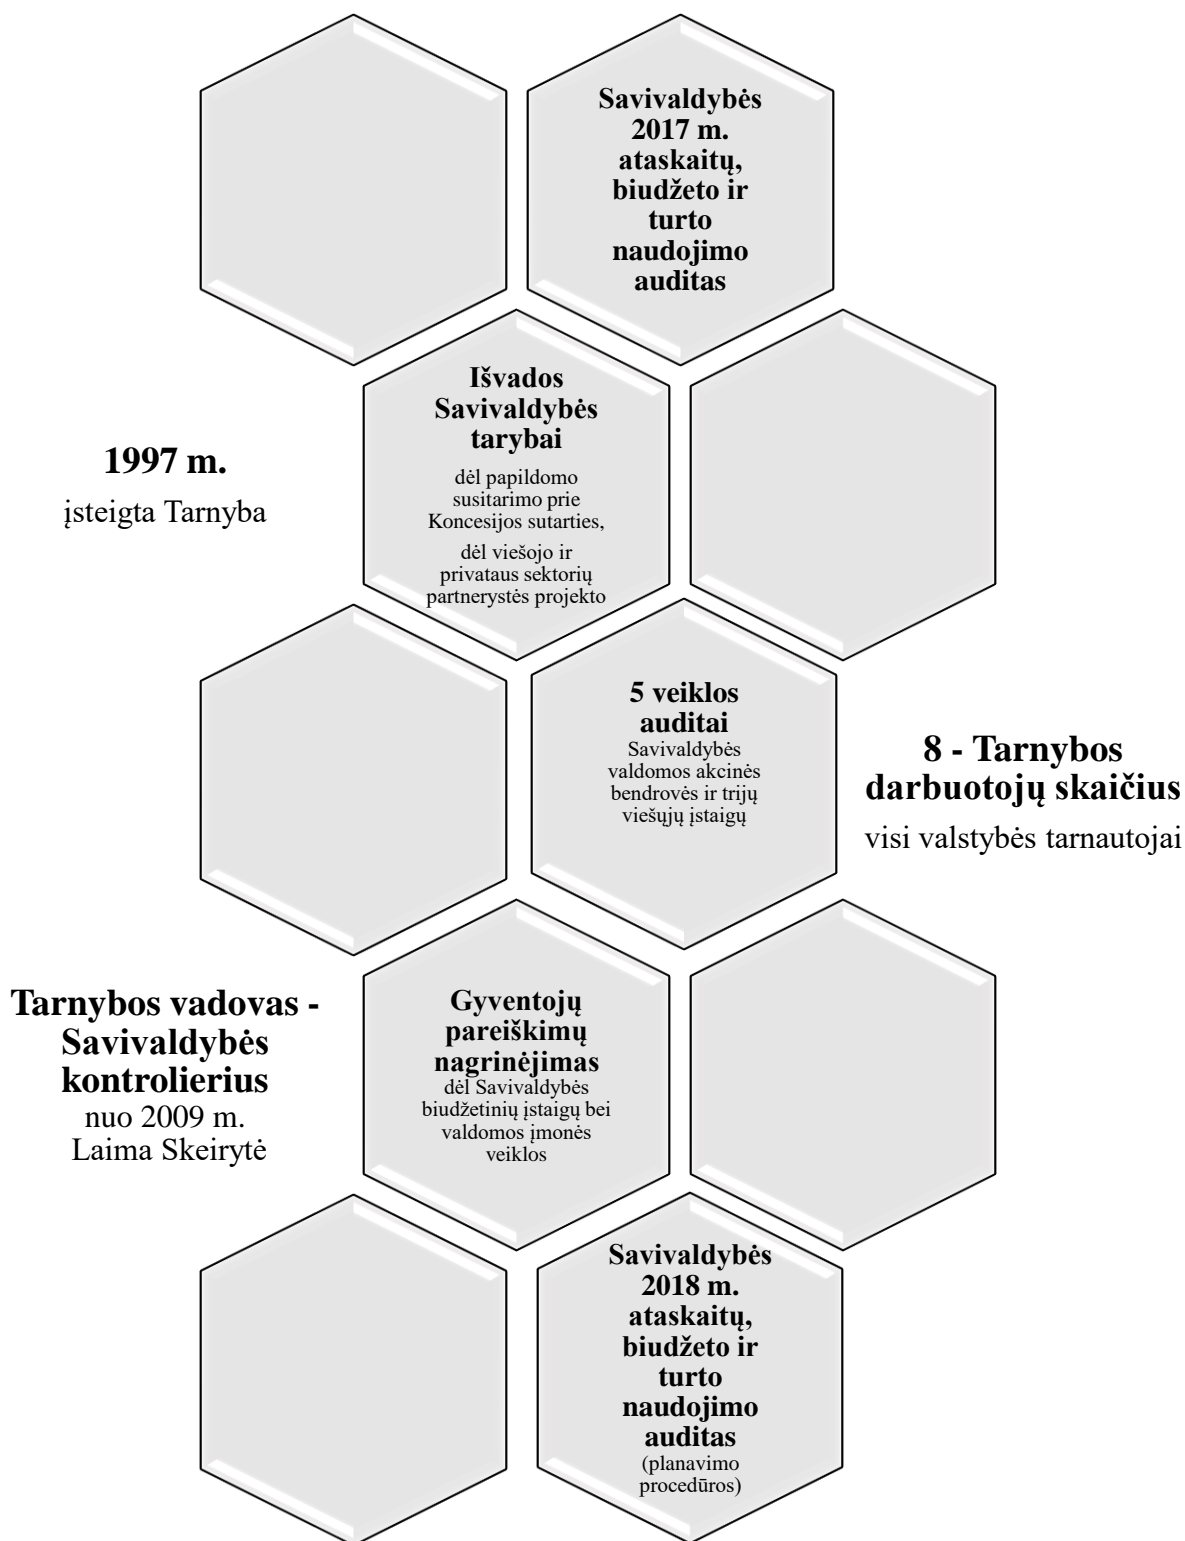 Savivaldybės
2017 m.
ataskaitų,
biudžeto ir
turto
naudojimo
auditas
Išvados
Savivaldybės
tarybai
dėl papildomo
susitarimo prie
Koncesijos sutarties,
dėl viešojo ir
privataus sektorių
partnerystės projekto
1997 m.
įsteigta Tarnyba
5 veiklos
auditai
Savivaldybės
valdomos akcinės
bendrovės ir trijų
viešųjų įstaigų
8 - Tarnybos
darbuotojų skaičius
visi valstybės tarnautojai
Gyventojų
pareiškimų
nagrinėjimas
dėl Savivaldybės
biudžetinių įstaigų bei
valdomos įmonės
veiklos
Tarnybos vadovas -
Savivaldybės
kontrolierius
nuo 2009 m.
Laima Skeirytė
Savivaldybės
2018 m.
ataskaitų,
biudžeto ir
turto
naudojimo
auditas
(planavimo
procedūros)